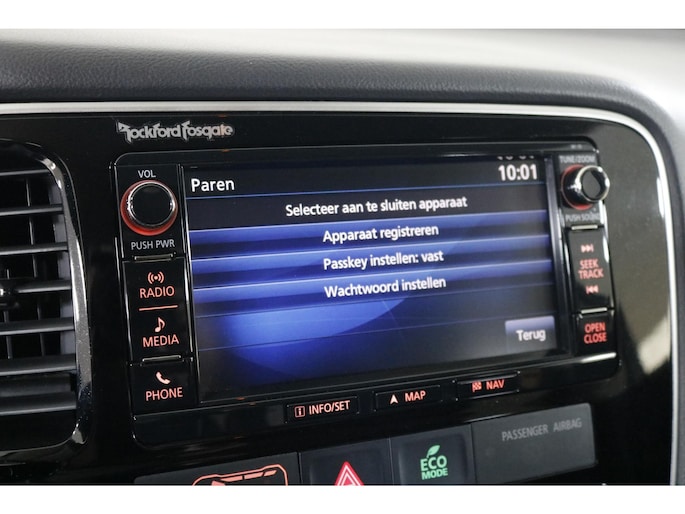 Rockford Fosgate
VOL
PUSH PWR
RADIO
MEDIA
PHONE
Paren
10:01
Selecteer aan te sluiten apparaat
Apparaat registreren
Passkey instellen: vast
Wachtwoord instellen
Terug
TUNE/ZOOM
PUSH SOUND
SEEK
TRACK
OPEN
CLOSE
INFO/SET
MAP
NAV
ECO
MODE
PASSENGER AIRBAG